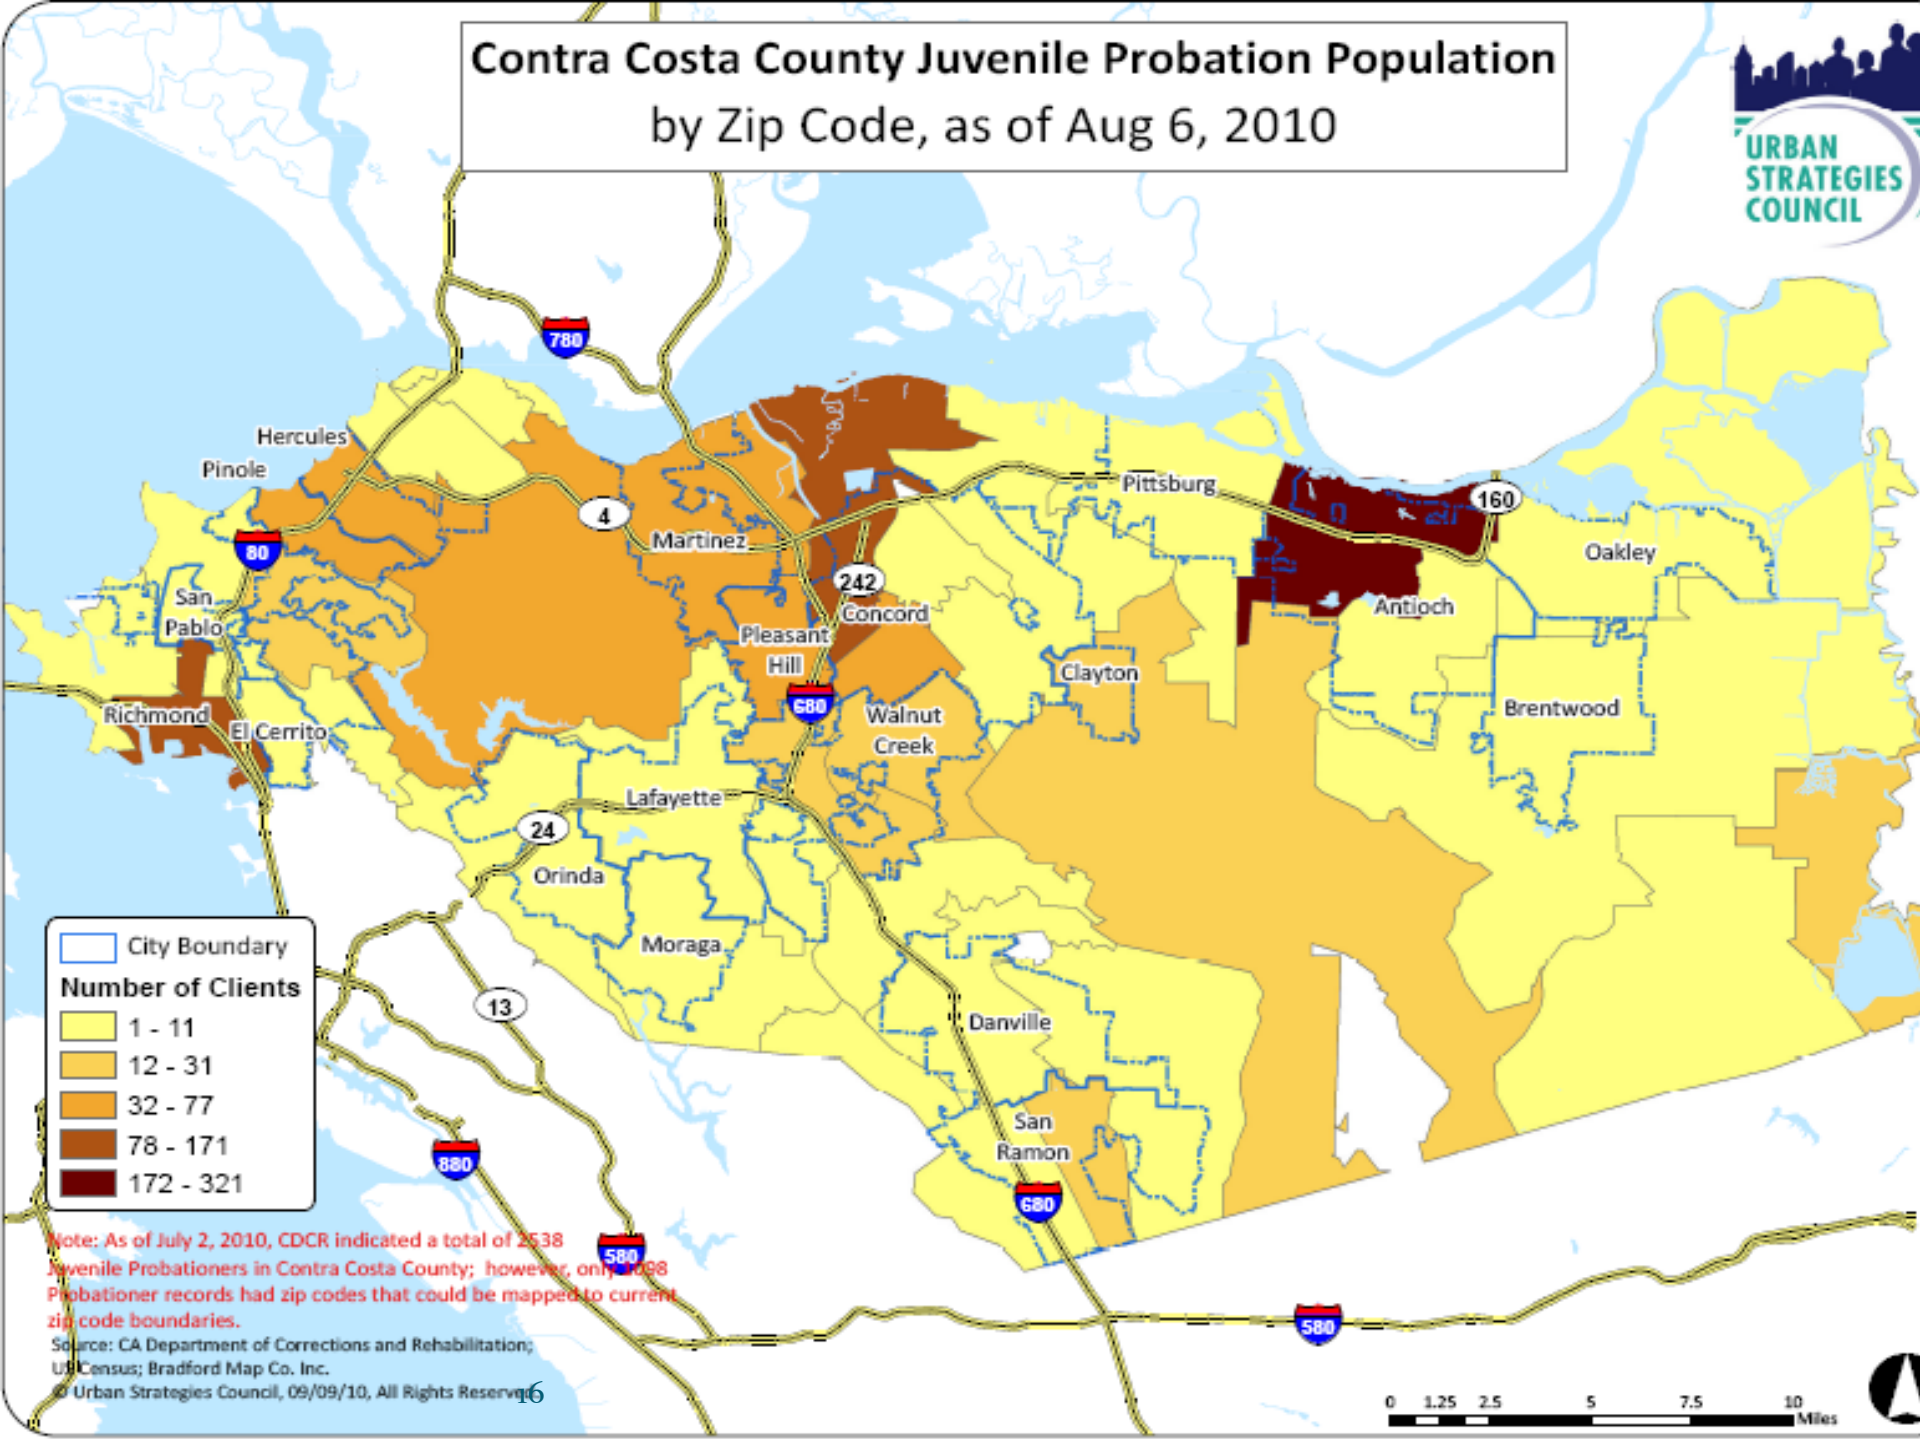 Contra Costa County Juvenile Probation Population
by Zip Code, as of Aug 6, 2010
URBAN
STRATEGIES
COUNCIL
780
Hercules
Pinole
4
Martinez
80
San
Pablo
Richmond
El Cerrito
242
Concord
Pleasant
Hill
680
Walnut
Creek
Pittsburg
160
Antioch
Oakley
Clayton
Brentwood
Lafayette
24
Orinda
Moraga
Danville
San
Ramon
680
13
880
580
580
City Boundary
Number of Clients
1 - 11
12 - 31
32 - 77
78 - 171
172 - 321
Note: As of July 2, 2010, CDCR indicated a total of 2538
Juvenile Probationers in Contra Costa County; however, only 1098
Probationer records had zip codes that could be mapped to current
zip code boundaries.
Source: CA Department of Corrections and Rehabilitation;
US Census; Bradford Map Co. Inc.
© Urban Strategies Council, 09/09/10, All Rights Reserved.
16
0 1.25 2.5 5 7.5 10
Miles